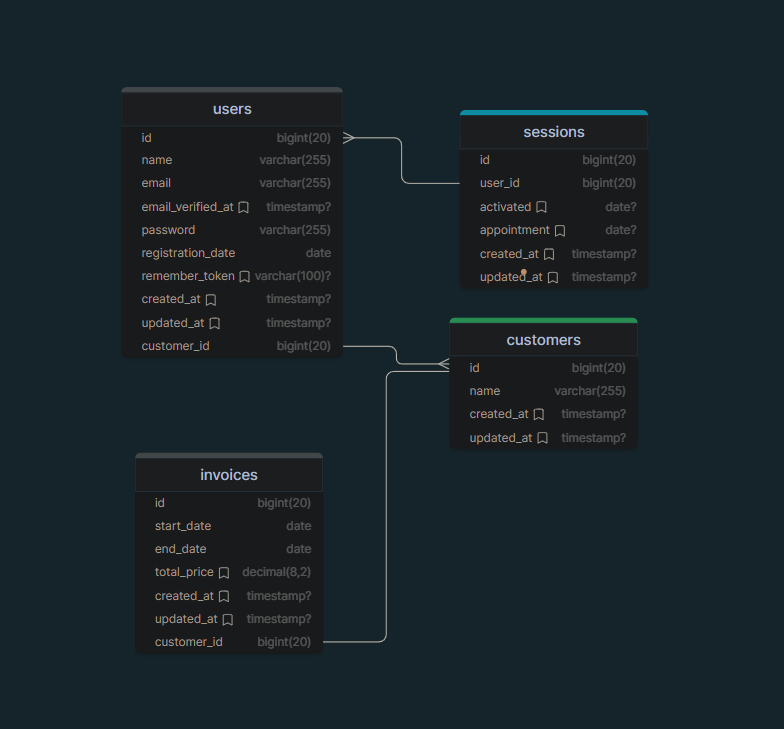 users
id bigint(20)
name varchar(255)
email varchar(255)
email_verified_at timestamp?
password varchar(255)
registration_date date
remember_token varchar(100)?
created_at timestamp?
updated_at timestamp?
customer_id bigint(20)
sessions
id bigint(20)
user_id bigint(20)
activated date?
appointment date?
created_at timestamp?
updated_at timestamp?
customers
id bigint(20)
name varchar(255)
created_at timestamp?
updated_at timestamp?
invoices
id bigint(20)
start_date date
end_date date
total_price decimal(8,2)
created_at timestamp?
updated_at timestamp?
customer_id bigint(20)